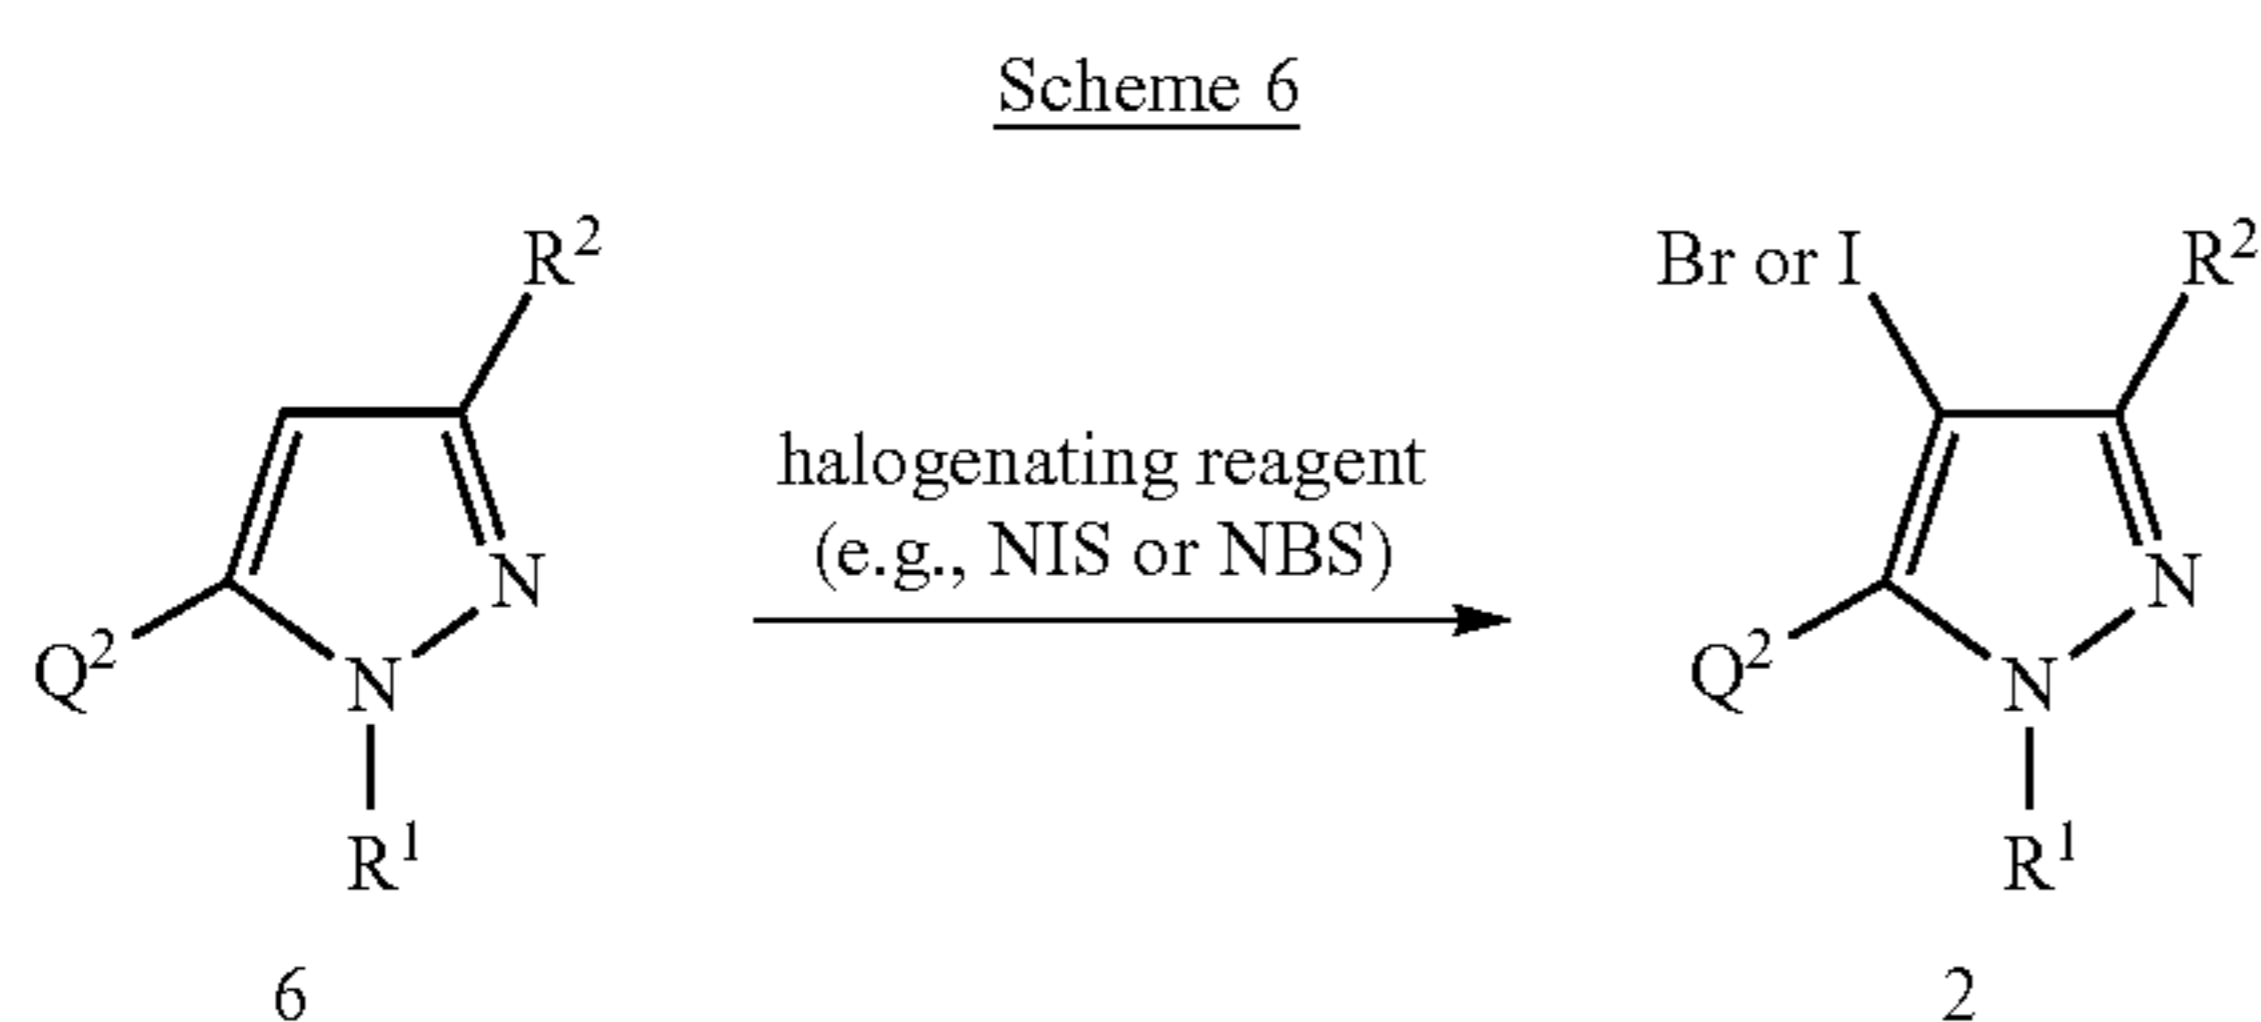 Scheme 6
R²
Br or I
R²
halogenating reagent
(e.g., NIS or NBS)
N
N
Q²
N
Q²
N
R¹
R¹
6
2